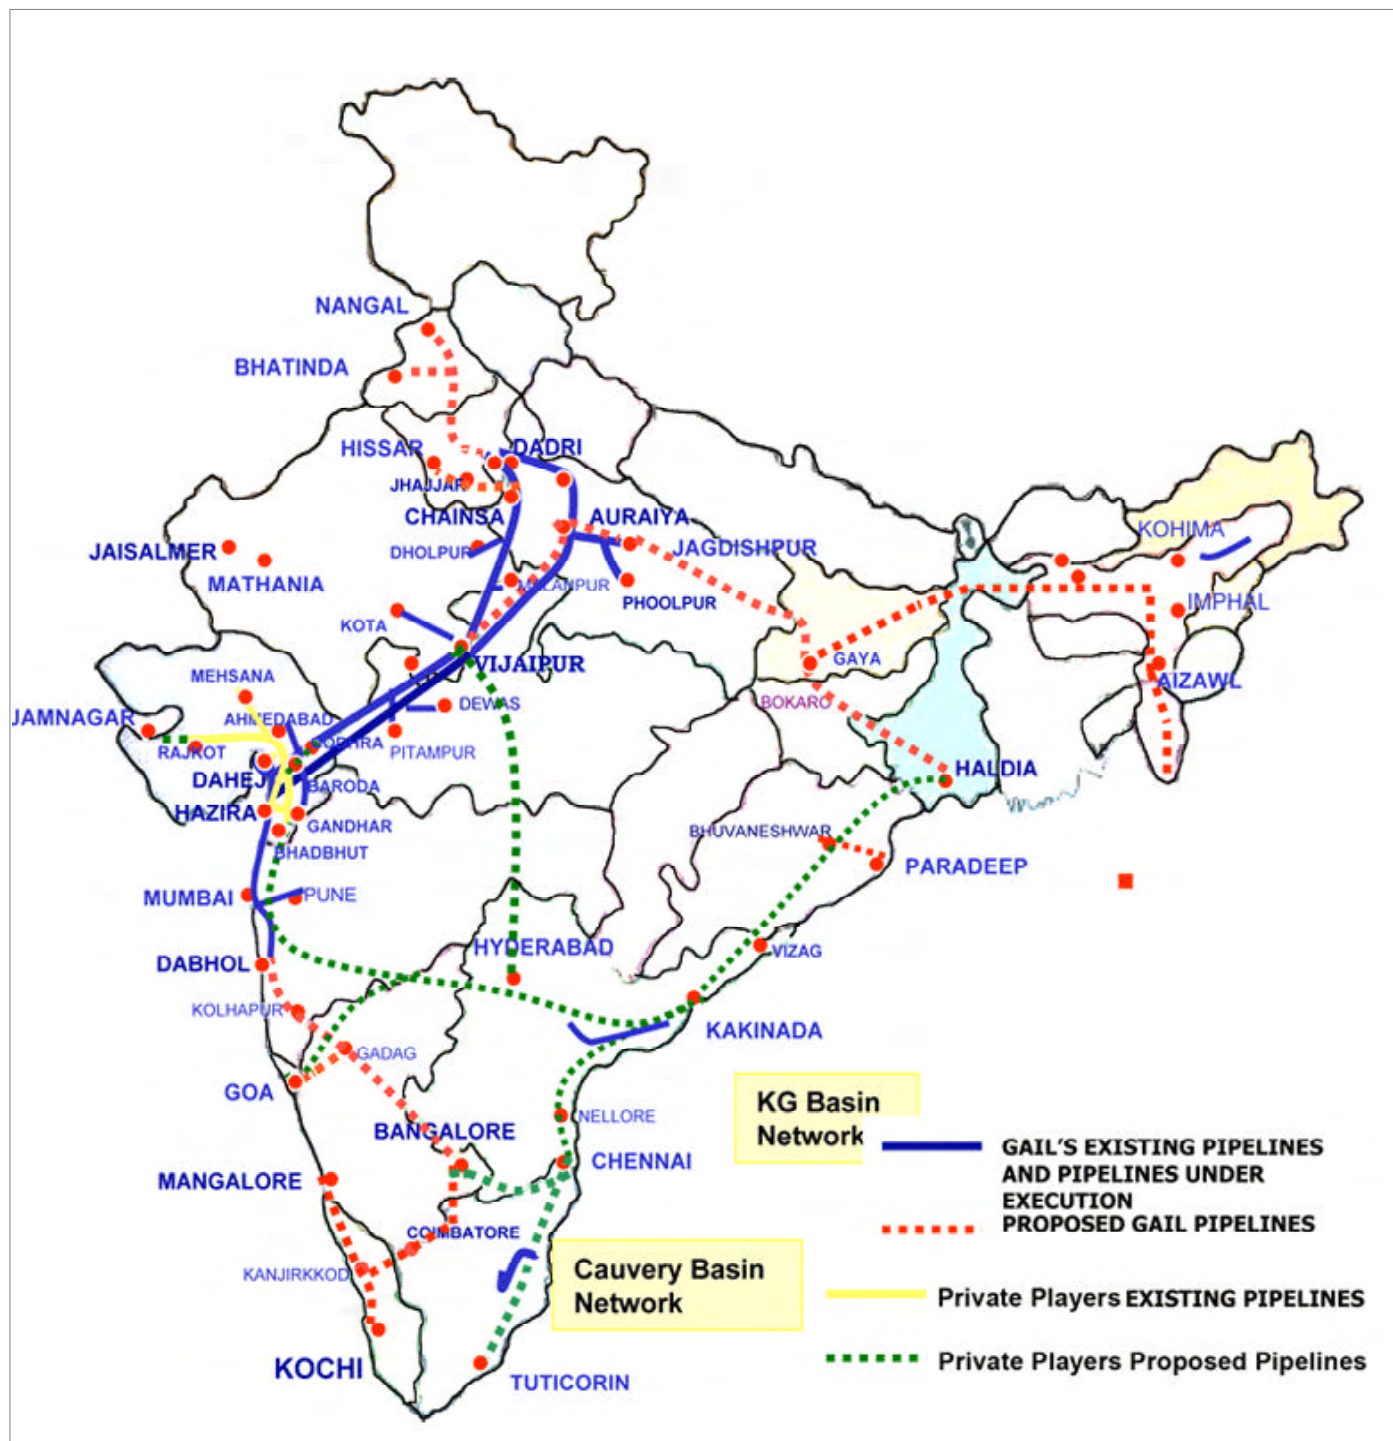 NANGAL
BHATINDA
HISSAR
DADRI
JHAJJAR
CHAINSA
AURAIYA
KOHIMA
JAISALMER
DHOLPUR
JAGDISHPUR
MATHANIA
MALANPUR
PHOOLPUR
IMPHAL
KOTA
VIJAIPUR
GAYA
MEHSANA
AIZAWL
BOKARO
DEWAS
JAMNAGAR
AHMEDABAD
RAJKOT
GODHRA
PITAMPUR
DAHEJ
BARODA
HALDIA
HAZIRA
GANDHAR
BHUVANESHWAR
BHADBHUT
PARADEEP
MUMBAI
PUNE
HYDERABAD
VIZAG
DABHOL
KOLHAPUR
KAKINADA
GADAG
GOA
NELLORE
BANGALORE
CHENNAI
MANGALORE
COIMBATORE
KANJIRKKOD
KOCHI
TUTICORIN
KG Basin
Network
Cauvery Basin
Network
GAIL'S EXISTING PIPELINES
AND PIPELINES UNDER
EXECUTION
PROPOSED GAIL PIPELINES
Private Players EXISTING PIPELINES
Private Players Proposed Pipelines